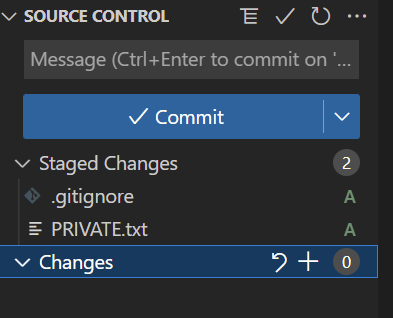 SOURCE CONTROL
Message (Ctrl+Enter to commit on '...
Commit
Staged Changes 2
.gitignore A
PRIVATE.txt A
Changes 0